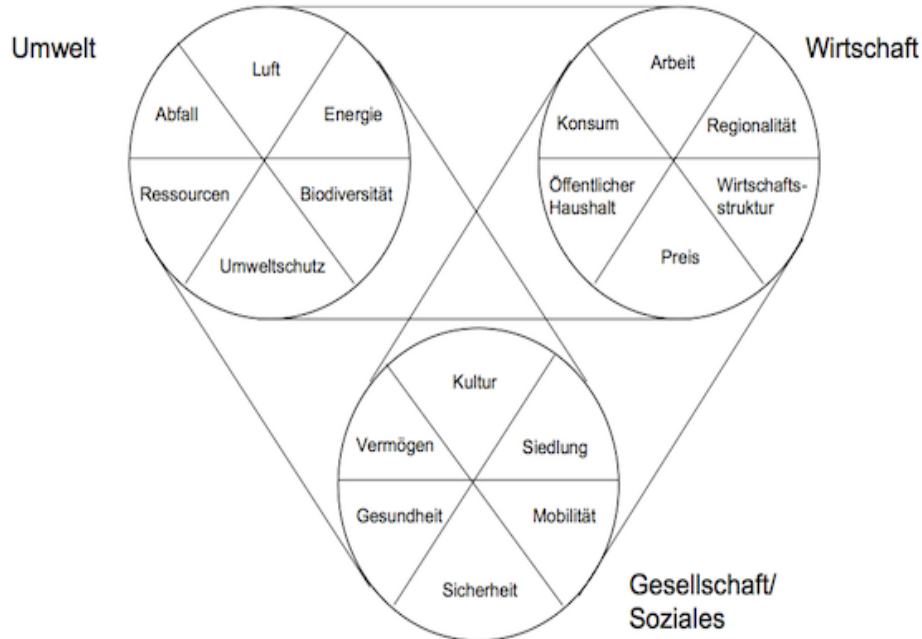 Umwelt
Luft
Abfall
Energie
Ressourcen
Biodiversität
Umweltschutz
Wirtschaft
Arbeit
Konsum
Regionalität
Öffentlicher
Haushalt
Wirtschafts-
struktur
Preis
Kultur
Vermögen
Siedlung
Gesundheit
Mobilität
Sicherheit
Gesellschaft/
Soziales